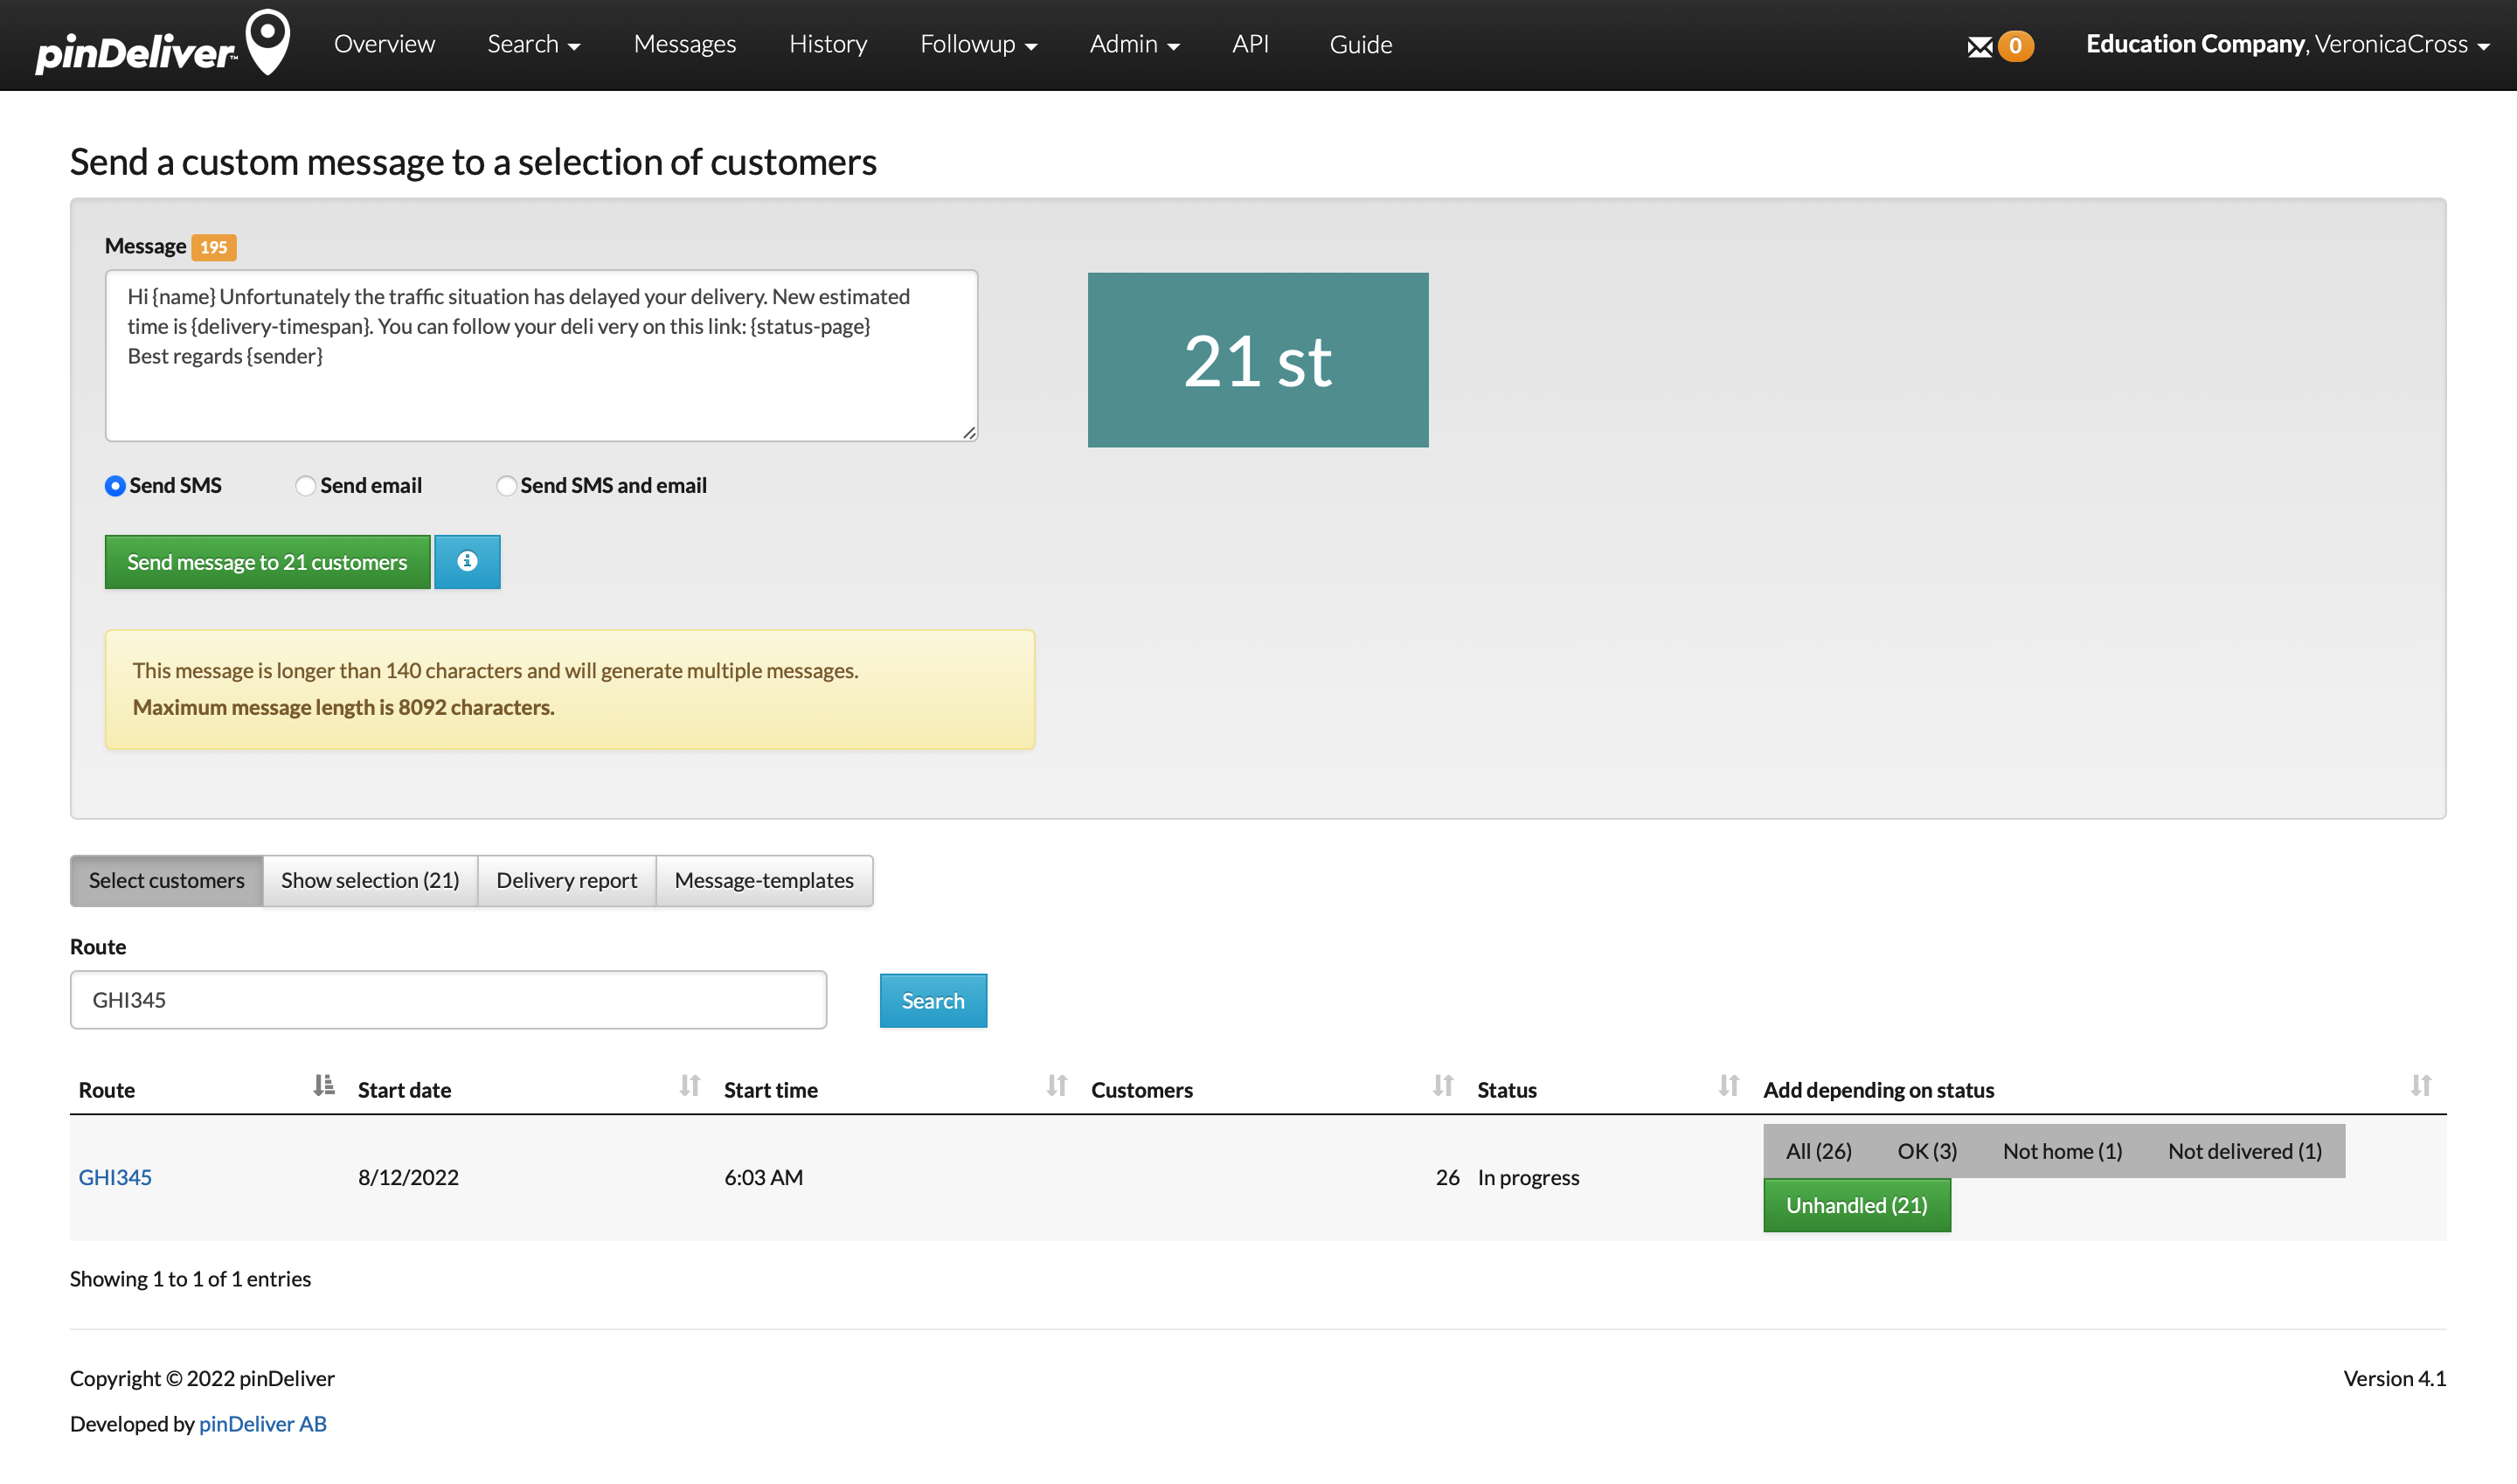 pinDeliver™ Overview Search Messages History Followup Admin API Guide 0 Education Company, VeronicaCross
Send a custom message to a selection of customers
Message 195
Hi {name} Unfortunately the traffic situation has delayed your delivery. New estimated
time is {delivery-timespan}. You can follow your deli very on this link: {status-page}
Best regards {sender}
21 st
Send SMS Send email Send SMS and email
Send message to 21 customers
This message is longer than 140 characters and will generate multiple messages.
Maximum message length is 8092 characters.
Select customers Show selection (21) Delivery report Message-templates
Route
GHI345 Search
Route Start date Start time Customers Status Add depending on status
All (26) OK (3) Not home (1) Not delivered (1)
GHI345 8/12/2022 6:03 AM 26 In progress
Unhandled (21)
Showing 1 to 1 of 1 entries
Copyright © 2022 pinDeliver Version 4.1
Developed by pinDeliver AB